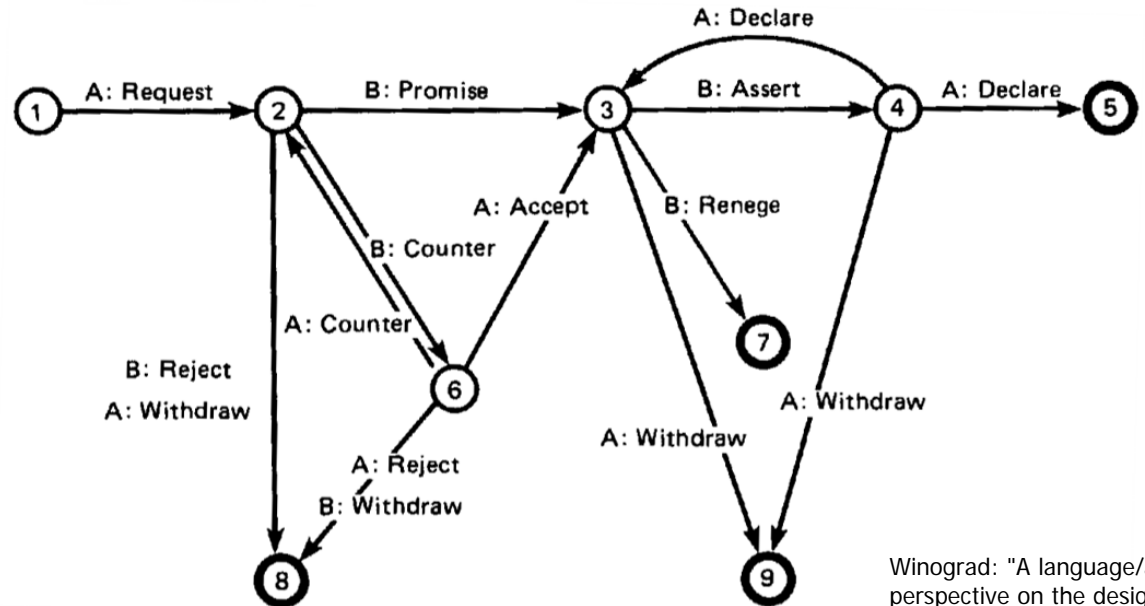 A: Declare
A: Request
B: Promise
B: Assert
A: Declare
1
2
3
4
5
A: Accept
B: Renege
B: Counter
A: Counter
7
B: Reject
A: Withdraw
6
A: Withdraw
A: Withdraw
A: Reject
B: Withdraw
8
9
Winograd: "A language/
perspective on the desig